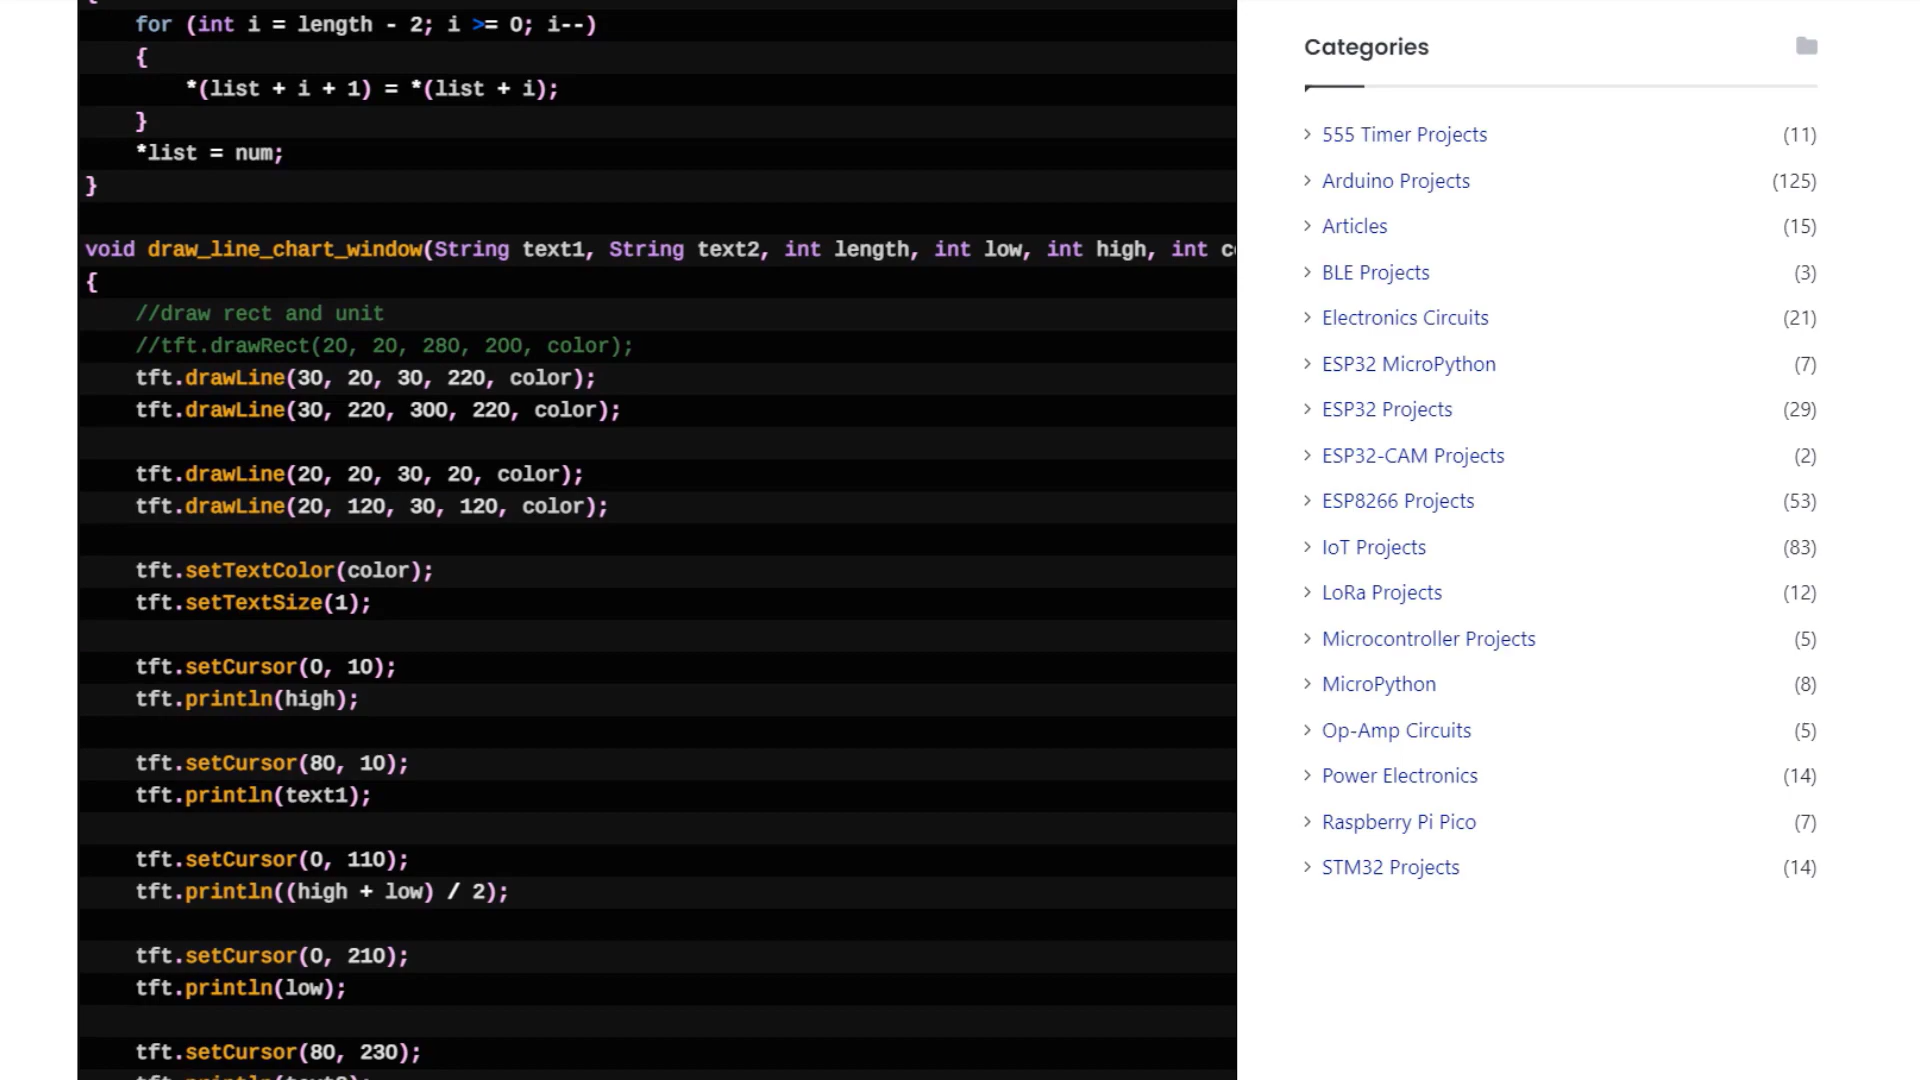 {
for (int i = length - 2; i >= 0; i--)
{
*(list + i + 1) = *(list + i);
}
*list = num;
}
void draw_line_chart_window(String text1, String text2, int length, int low, int high, int co
{
//draw rect and unit
//tft.drawRect(20, 20, 280, 200, color);
tft.drawLine(30, 20, 30, 220, color);
tft.drawLine(30, 220, 300, 220, color);
tft.drawLine(20, 20, 30, 20, color);
tft.drawLine(20, 120, 30, 120, color);
tft.setTextColor(color);
tft.setTextSize(1);
tft.setCursor(0, 10);
tft.println(high);
tft.setCursor(80, 10);
tft.println(text1);
tft.setCursor(0, 110);
tft.println((high + low) / 2);
tft.setCursor(0, 210);
tft.println(low);
tft.setCursor(80, 230);
Categories
555 Timer Projects (11)
Arduino Projects (125)
Articles (15)
BLE Projects (3)
Electronics Circuits (21)
ESP32 MicroPython (7)
ESP32 Projects (29)
ESP32-CAM Projects (2)
ESP8266 Projects (53)
IoT Projects (83)
LoRa Projects (12)
Microcontroller Projects (5)
MicroPython (8)
Op-Amp Circuits (5)
Power Electronics (14)
Raspberry Pi Pico (7)
STM32 Projects (14)